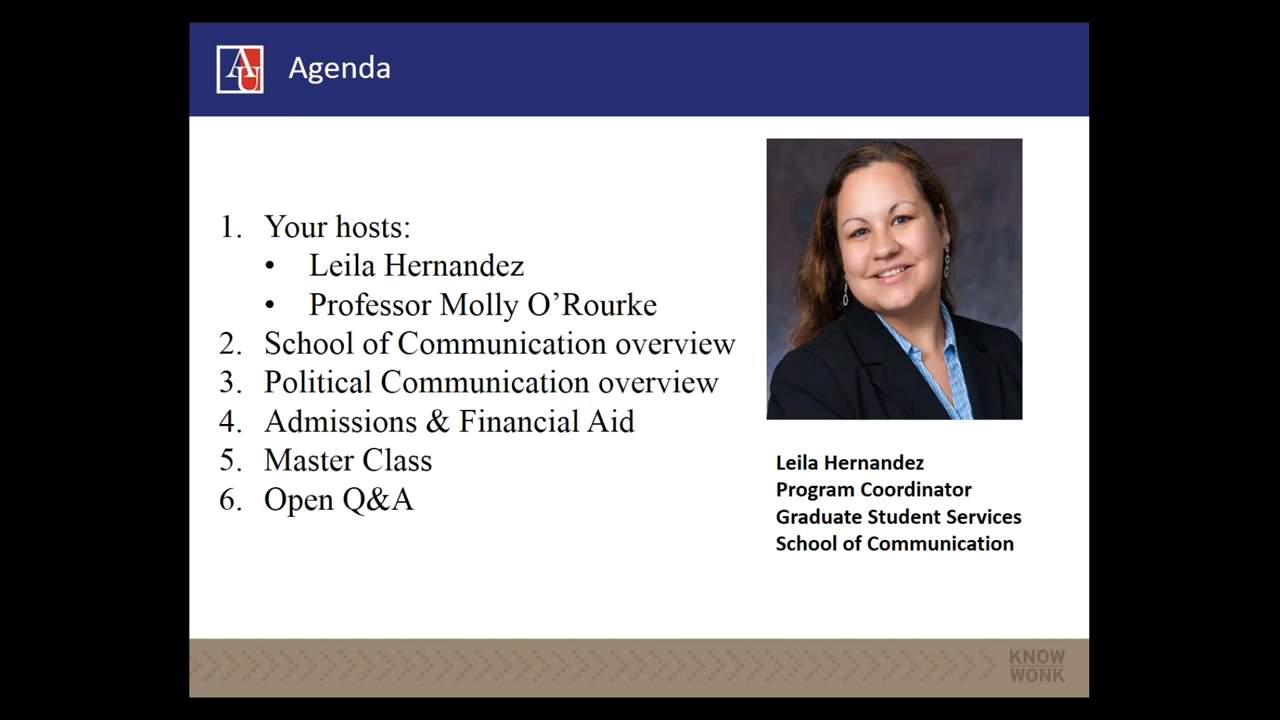 AU
Agenda
1. Your hosts:
• Leila Hernandez
• Professor Molly O’Rourke
2. School of Communication overview
3. Political Communication overview
4. Admissions & Financial Aid
5. Master Class
6. Open Q&A
Leila Hernandez
Program Coordinator
Graduate Student Services
School of Communication
KNOW
WONK